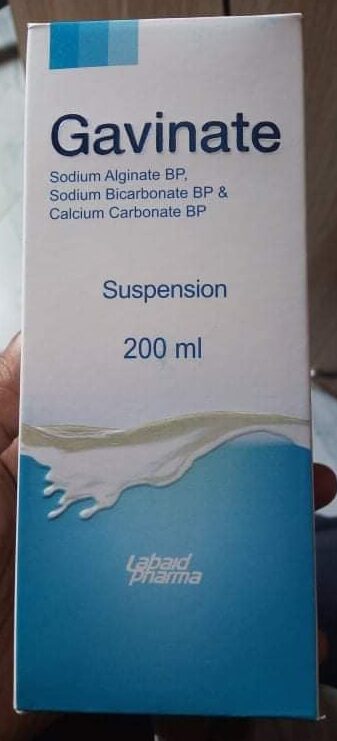 Gavinate
Sodium Alginate BP,
Sodium Bicarbonate BP &
Calcium Carbonate BP
Suspension
200 ml
Labaid
Pharma